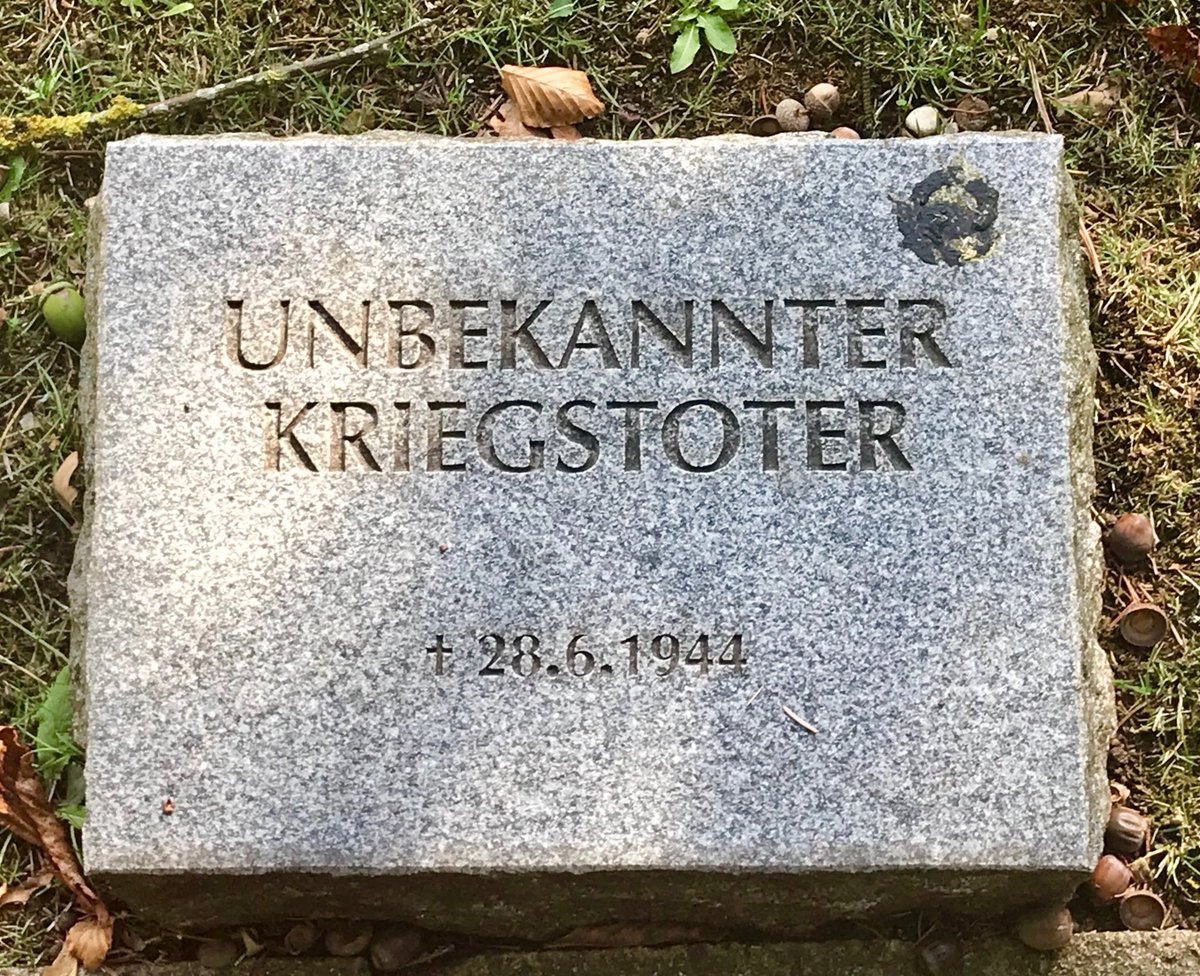 UNBEKANNTER
KRIEGSTOTER
† 28.6.1944